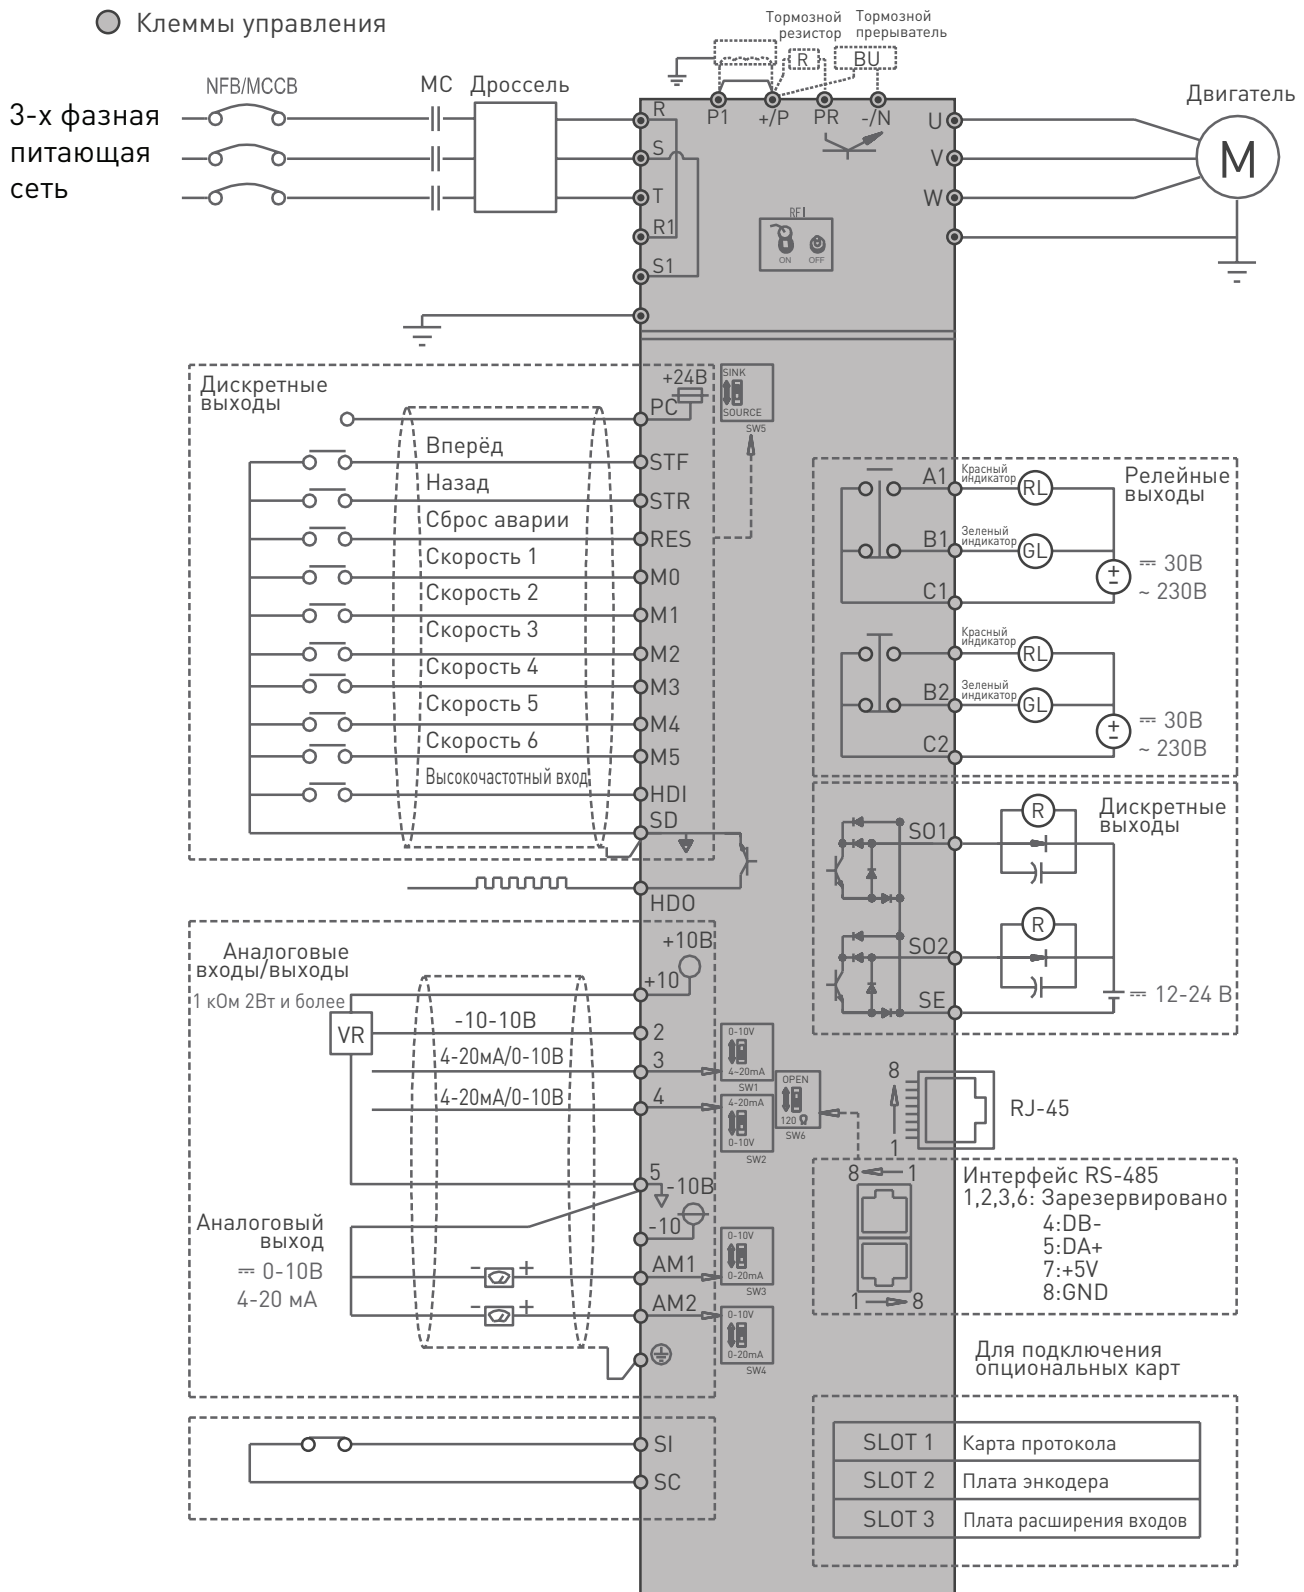 Клеммы управления
Тормозной резистор
Тормозной прерыватель
R
BU
NFB/MCCB
MC
Дроссель
3-х фазная
питающая
сеть
Двигатель
M
P1
+/P
PR
-/N
R
S
T
R1
S1
U
V
W
RFI
ON
OFF
Дискретные
выходы
+24В
PC
SINK
SOURCE
SW5
Вперёд
STF
Назад
STR
Сброс аварии
RES
Скорость 1
M0
Скорость 2
M1
Скорость 3
M2
Скорость 4
M3
Скорость 5
M4
Скорость 6
M5
Высокочастотный вход
HDI
SD
HDO
Релейные
выходы
A1
Красный
индикатор
RL
B1
Зеленый
индикатор
GL
C1
+
-
⎓ 30В
~ 230В
Красный
индикатор
RL
B2
Зеленый
индикатор
GL
C2
+
-
⎓ 30В
~ 230В
Дискретные
выходы
SO1
R
SO2
R
SE
⎓ 12-24 В
Аналоговые
входы/выходы
1 кОм 2Вт и более
VR
+10В
+10
-10-10В
2
4-20мА/0-10В
3
4-20мА/0-10В
4
0-10V
4-20mA
SW1
4-20mA
0-10V
SW2
OPEN
120 Ω
SW6
5
-10В
-10
Аналоговый
выход
⎓ 0-10В
4-20 мА
- +
AM1
- +
AM2
0-10V
0-20mA
SW3
0-10V
0-20mA
SW4
8
1
RJ-45
8
1
1
8
Интерфейс RS-485
1,2,3,6: Зарезервировано
4:DB-
5:DA+
7:+5V
8:GND
Для подключения
опциональных карт
SI
SC
SLOT 1 Карта протокола
SLOT 2 Плата энкодера
SLOT 3 Плата расширения входов